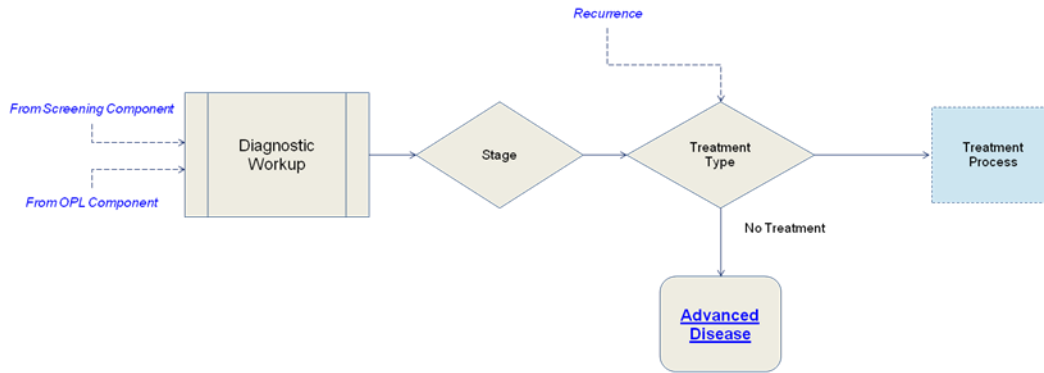 Recurrence
From Screening Component
Diagnostic
Workup
Stage
Treatment
Type
Treatment
Process
From OPL Component
No Treatment
Advanced
Disease